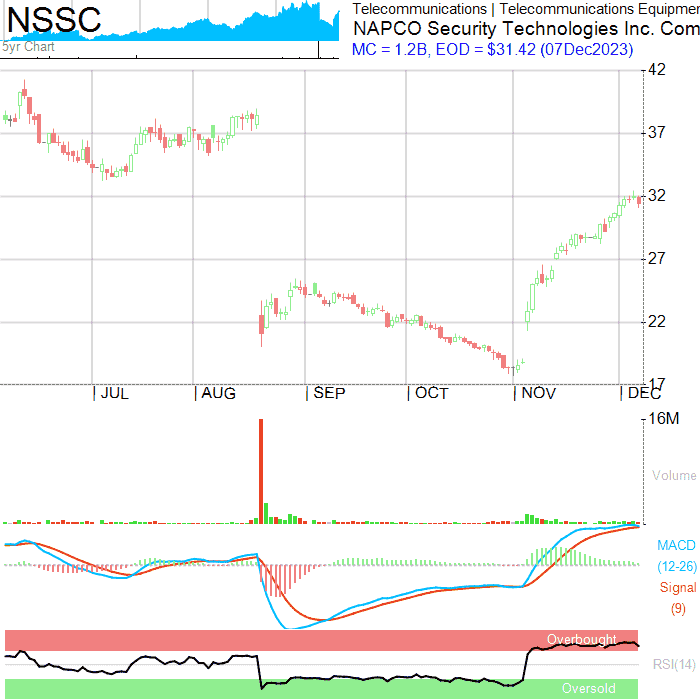 NSSC
5yr Chart
Telecommunications | Telecommunications Equipmen
NAPCO Security Technologies Inc. Com
MC = 1.2B, EOD = $31.42 (07Dec2023)
42
37
32
27
22
17
| JUL | AUG | SEP | OCT | NOV | DEC
16M
Volume
MACD
(12-26)
Signal
(9)
Overbought
RSI(14)
Oversold